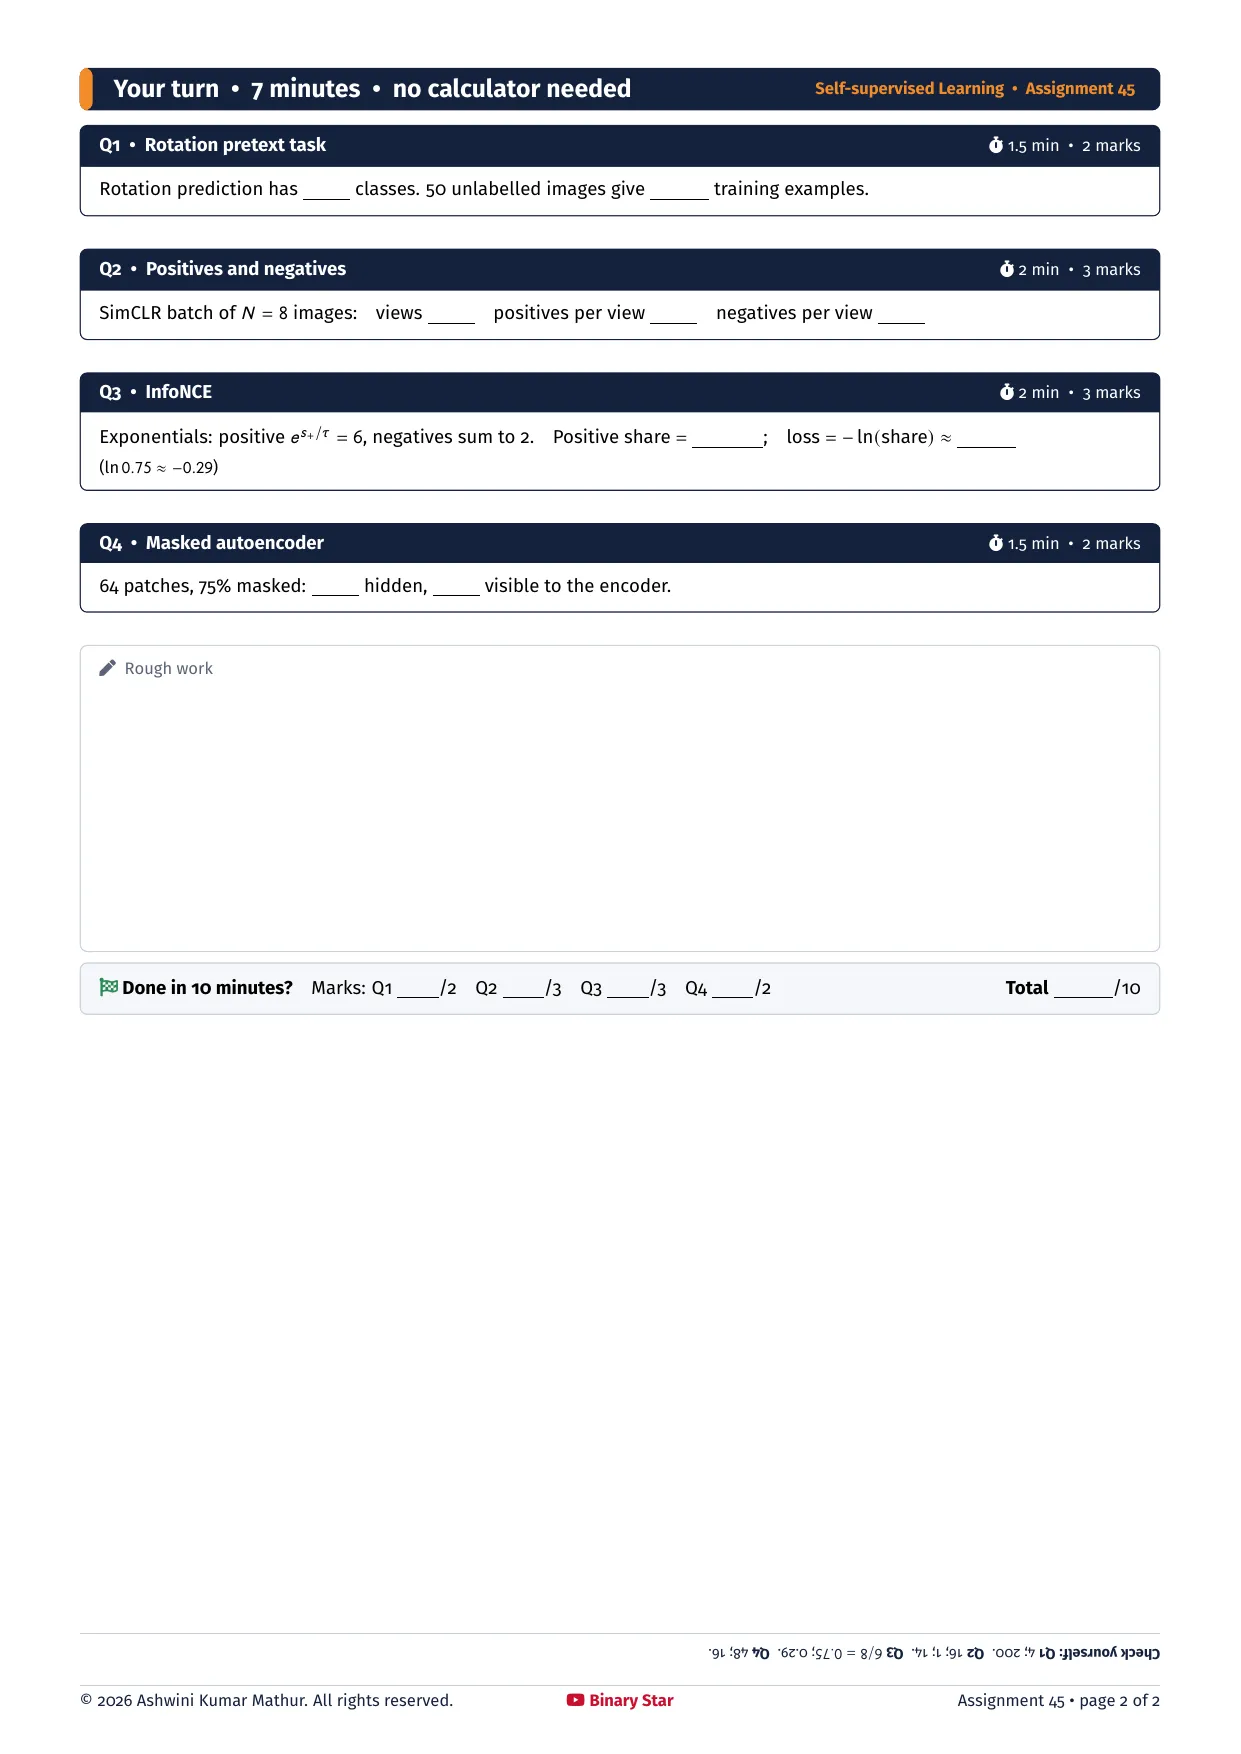 Your turn • 7 minutes • no calculator needed
Self-supervised Learning • Assignment 45
Q1 • Rotation pretext task
1.5 min • 2 marks
Rotation prediction has _____ classes. 50 unlabelled images give ______ training examples.
Q2 • Positives and negatives
2 min • 3 marks
SimCLR batch of N = 8 images: views _____ positives per view _____ negatives per view _____
Q3 • InfoNCE
2 min • 3 marks
Exponentials: positive e^{s₊/τ} = 6, negatives sum to 2. Positive share = _______; loss = −ln(share) ≈ ______
(ln 0.75 ≈ −0.29)
Q4 • Masked autoencoder
1.5 min • 2 marks
64 patches, 75% masked: _____ hidden, _____ visible to the encoder.
Rough work
Done in 10 minutes? Marks: Q1 ____/2 Q2 ____/3 Q3 ____/3 Q4 ____/2 Total ______/10
Check yourself: Q1 4; 200. Q2 16; 1; 14. Q3 6/8 = 0.75; 0.29. Q4 48; 16.
© 2026 Ashwini Kumar Mathur. All rights reserved.
Binary Star
Assignment 45 • page 2 of 2